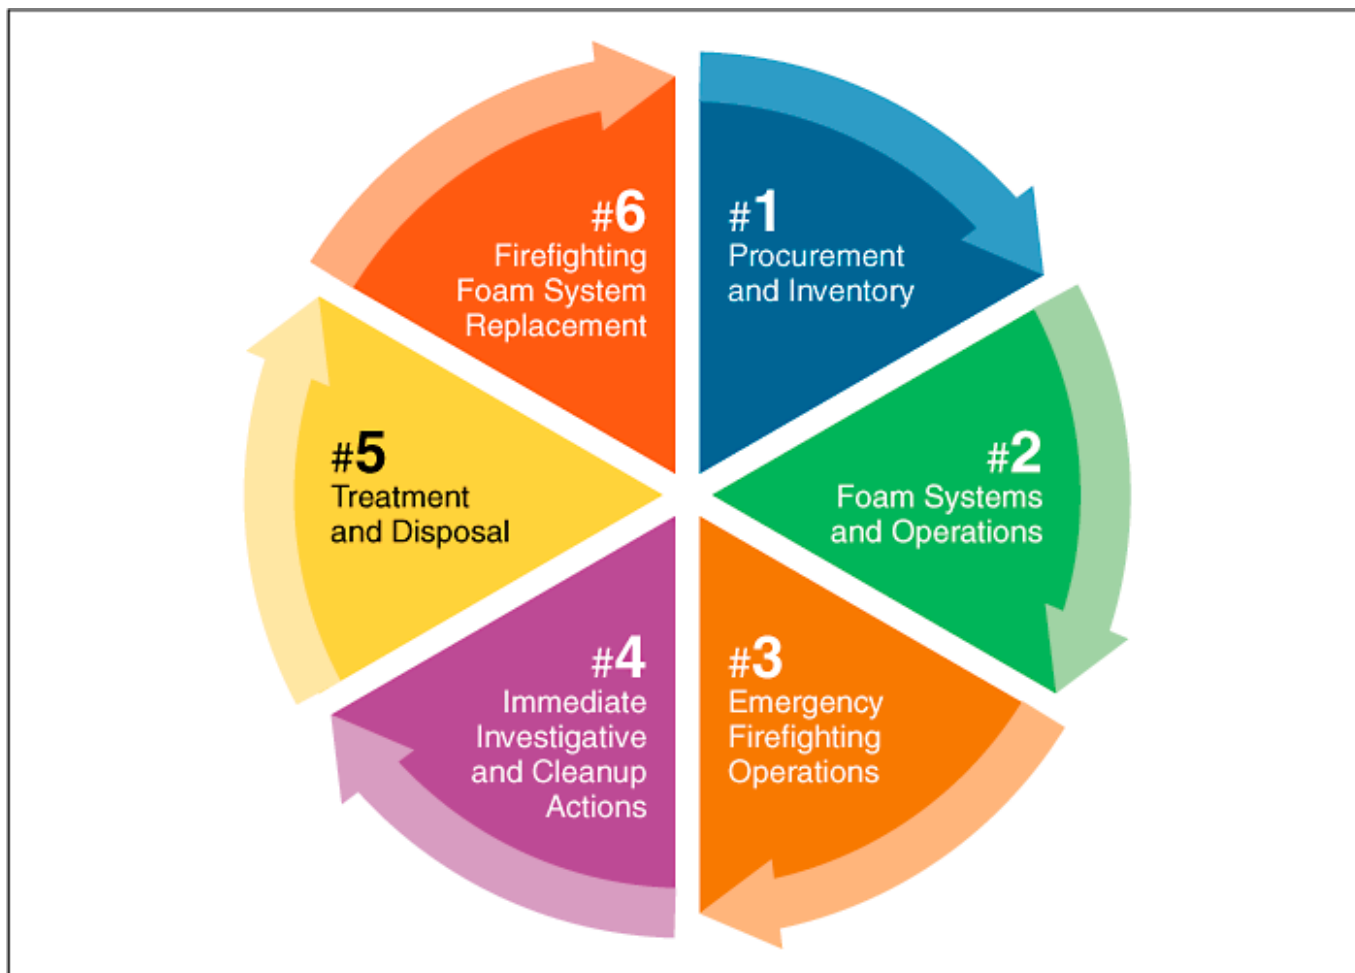 #1
Procurement
and Inventory
#2
Foam Systems
and Operations
#3
Emergency
Firefighting
Operations
#4
Immediate
Investigative
and Cleanup
Actions
#5
Treatment
and Disposal
#6
Firefighting
Foam System
Replacement